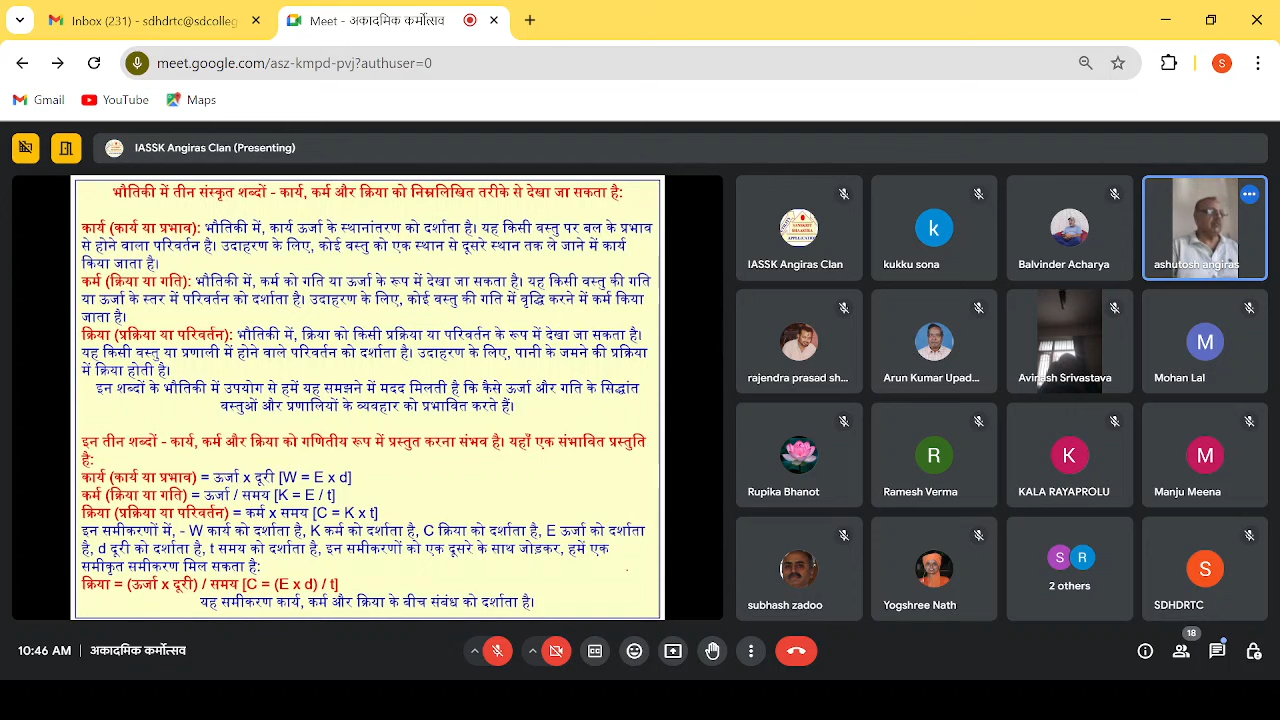 Inbox (231) - sdhdrtc@sdcolleg
Meet - अकादमिक कर्मोत्सव
meet.google.com/asz-kmpd-pvj?authuser=0
S
Gmail
YouTube
Maps
IASSK Angiras Clan (Presenting)
भौतिकी में तीन संस्कृत शब्दों - कार्य, कर्म और क्रिया को निम्नलिखित तरीके से देखा जा सकता है:
कार्य (कार्य या प्रभाव): भौतिकी में, कार्य ऊर्जा के स्थानांतरण को दर्शाता है। यह किसी वस्तु पर बल के प्रभाव
से होने वाला परिवर्तन है। उदाहरण के लिए, कोई वस्तु को एक स्थान से दूसरे स्थान तक ले जाने में कार्य
किया जाता है।
कर्म (क्रिया या गति): भौतिकी में, कर्म को गति या ऊर्जा के रूप में देखा जा सकता है। यह किसी वस्तु की गति
या ऊर्जा के स्तर में परिवर्तन को दर्शाता है। उदाहरण के लिए, कोई वस्तु की गति में वृद्धि करने में कर्म किया
जाता है।
क्रिया (प्रक्रिया या परिवर्तन): भौतिकी में, क्रिया को किसी प्रक्रिया या परिवर्तन के रूप में देखा जा सकता है।
यह किसी वस्तु या प्रणाली में होने वाले परिवर्तन को दर्शाता है। उदाहरण के लिए, पानी के जमने की प्रक्रिया
में क्रिया होती है।
इन शब्दों के भौतिकी में उपयोग से हमें यह समझने में मदद मिलती है कि कैसे ऊर्जा और गति के सिद्धांत
वस्तुओं और प्रणालियों के व्यवहार को प्रभावित करते हैं।
इन तीन शब्दों - कार्य, कर्म और क्रिया को गणितीय रूप में प्रस्तुत करना संभव है। यहाँ एक संभावित प्रस्तुति
है:
कार्य (कार्य या प्रभाव) = ऊर्जा x दूरी [W = E x d]
कर्म (क्रिया या गति) = ऊर्जा / समय [K = E / t]
क्रिया (प्रक्रिया या परिवर्तन) = कर्म x समय [C = K x t]
इन समीकरणों में, - W कार्य को दर्शाता है, K कर्म को दर्शाता है, C क्रिया को दर्शाता है, E ऊर्जा को दर्शाता
है, d दूरी को दर्शाता है, t समय को दर्शाता है, इन समीकरणों को एक दूसरे के साथ जोड़कर, हमें एक
समीकृत समीकरण मिल सकता है:
क्रिया = (ऊर्जा x दूरी) / समय [C = (E x d) / t]
यह समीकरण कार्य, कर्म और क्रिया के बीच संबंध को दर्शाता है।
IASSK Angiras Clan
k
kukku sona
Balvinder Acharya
ashutosh angiras
rajendra prasad sh...
Arun Kumar Upad...
Avinash Srivastava
M
Mohan Lal
Rupika Bhanot
R
Ramesh Verma
K
KALA RAYAPROLU
M
Manju Meena
subhash zadoo
Yogshree Nath
S R
2 others
S
SDHDRTC
10:46 AM | अकादमिक कर्मोत्सव
18